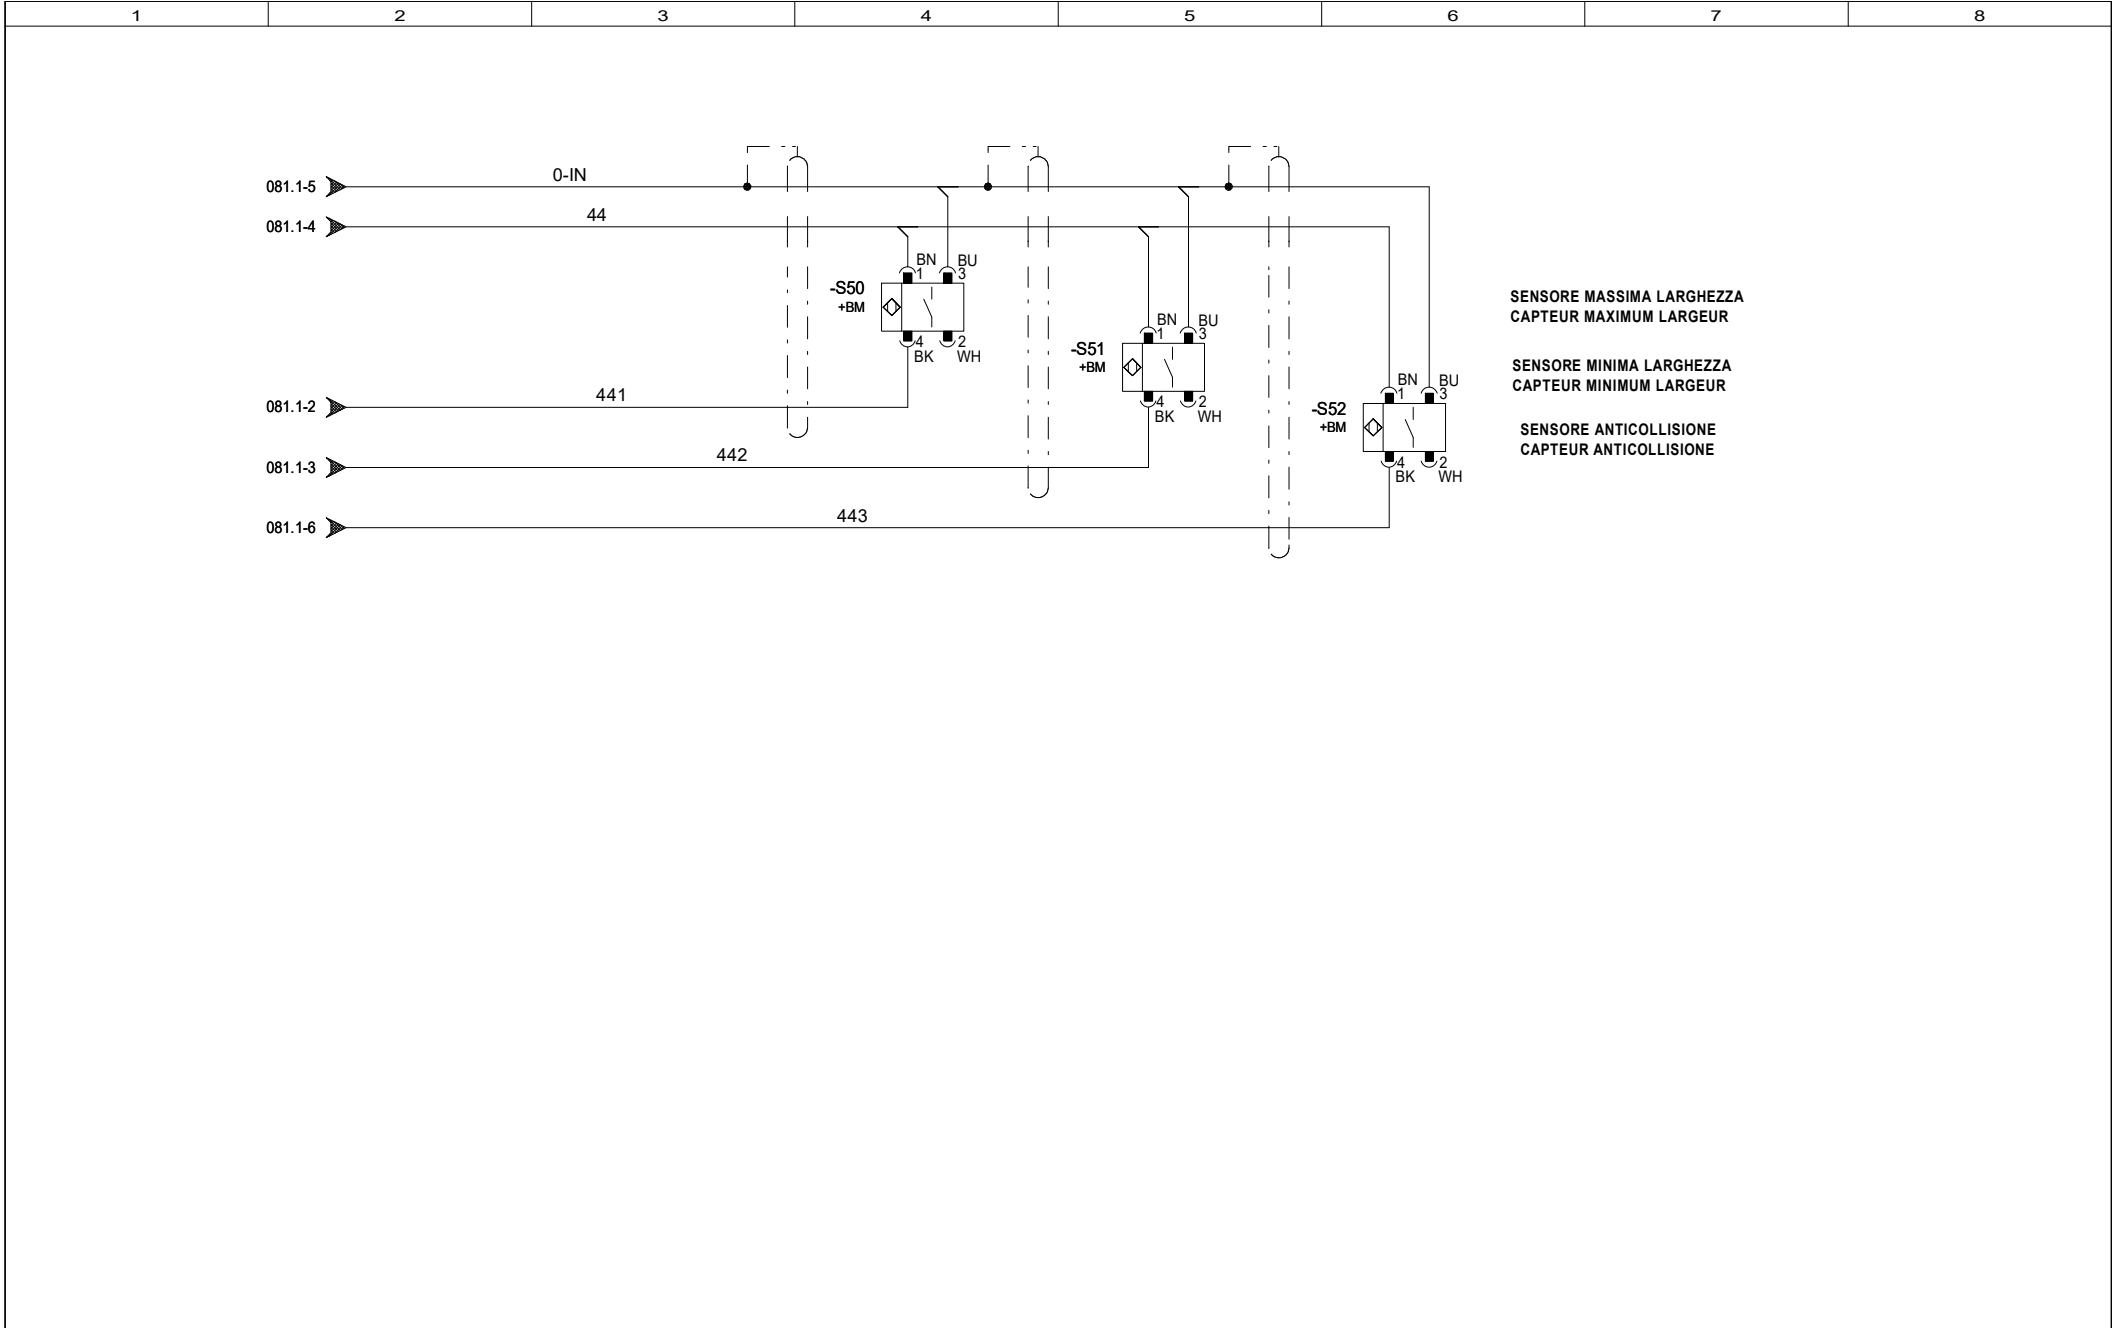 1 2 3 4 5 6 7 8
081.1-5 0-IN
081.1-4 44
BN BU
1 3
-S50
+BM
4 2
BK WH
BN BU
1 3
-S51
+BM
4 2
BK WH
BN BU
1 3
-S52
+BM
4 2
BK WH
081.1-2 441
081.1-3 442
081.1-6 443
SENSORE MASSIMA LARGHEZZA
CAPTEUR MAXIMUM LARGEUR
SENSORE MINIMA LARGHEZZA
CAPTEUR MINIMUM LARGEUR
SENSORE ANTICOLLISIONE
CAPTEUR ANTICOLLISIONE